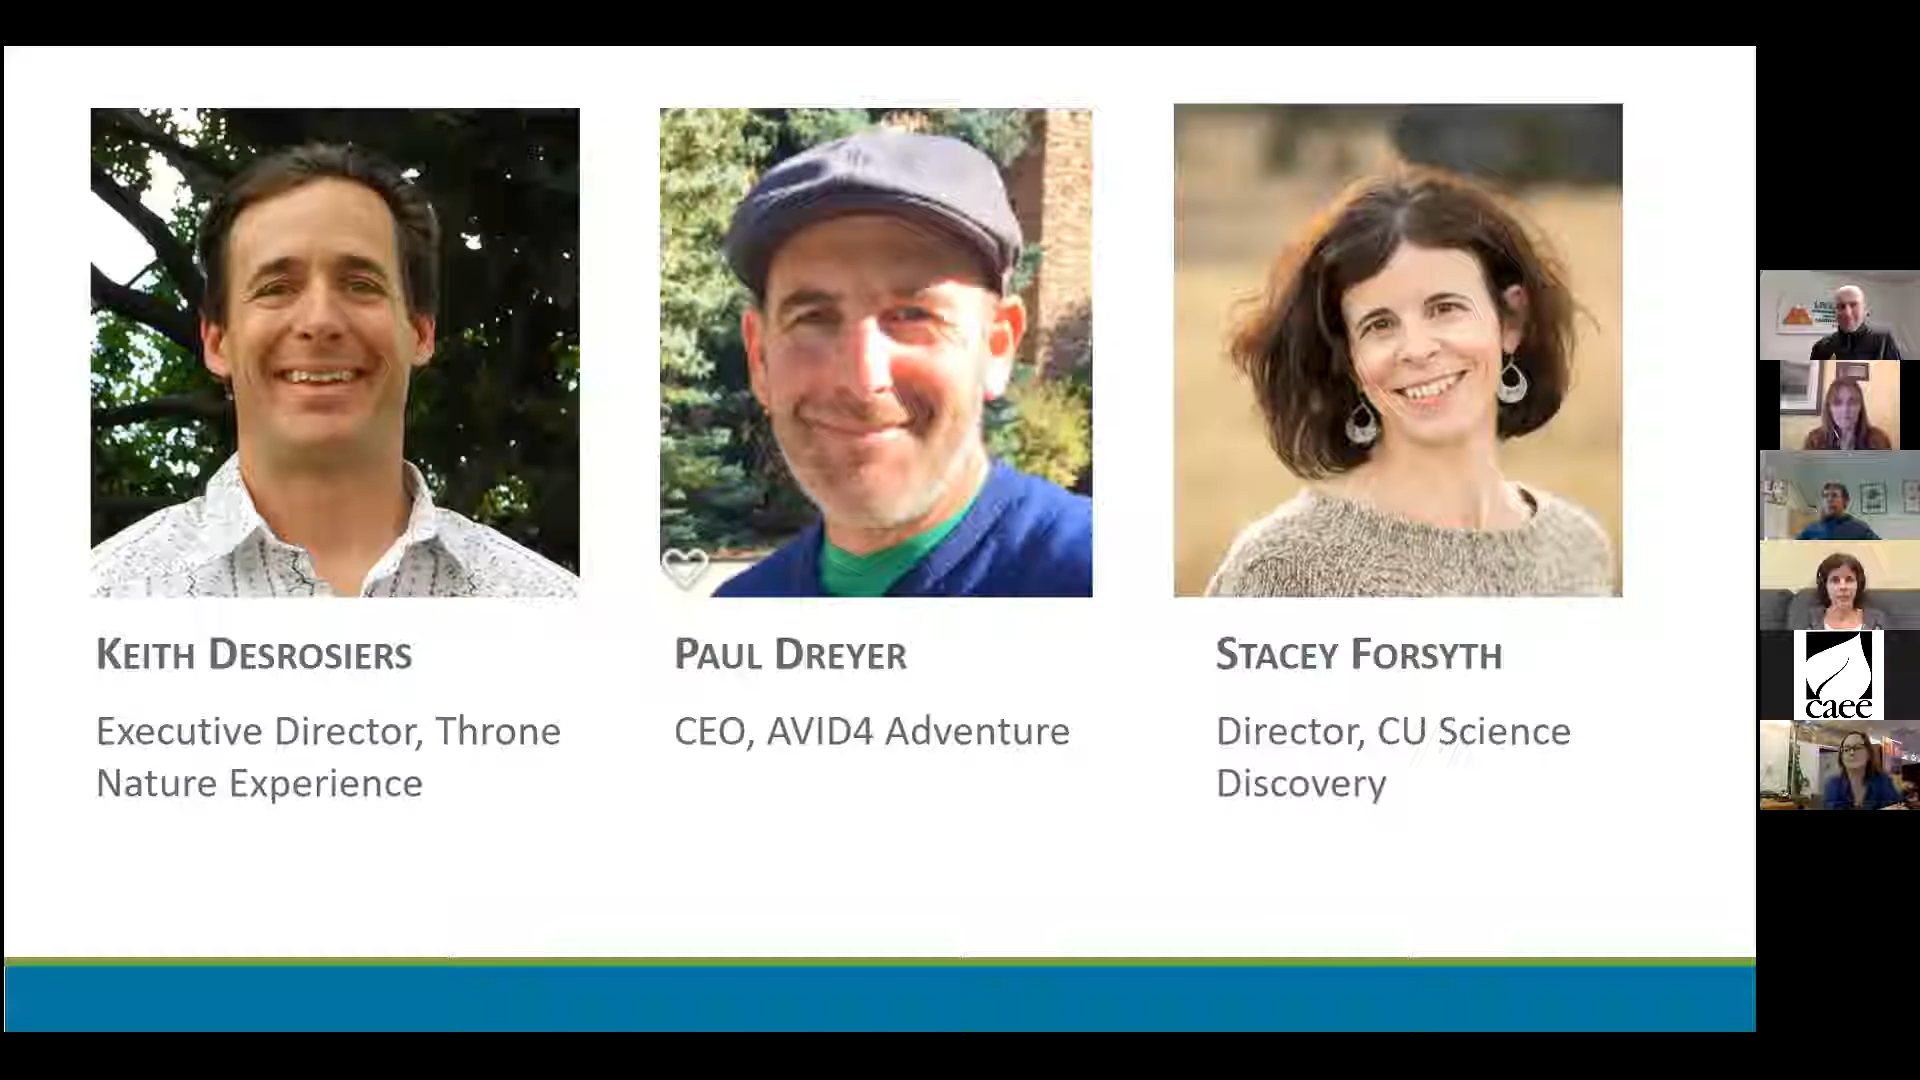 KEITH DESROSIERS
Executive Director, Throne
Nature Experience
PAUL DREYER
CEO, AVID4 Adventure
STACEY FORSYTH
Director, CU Science
Discovery
caee